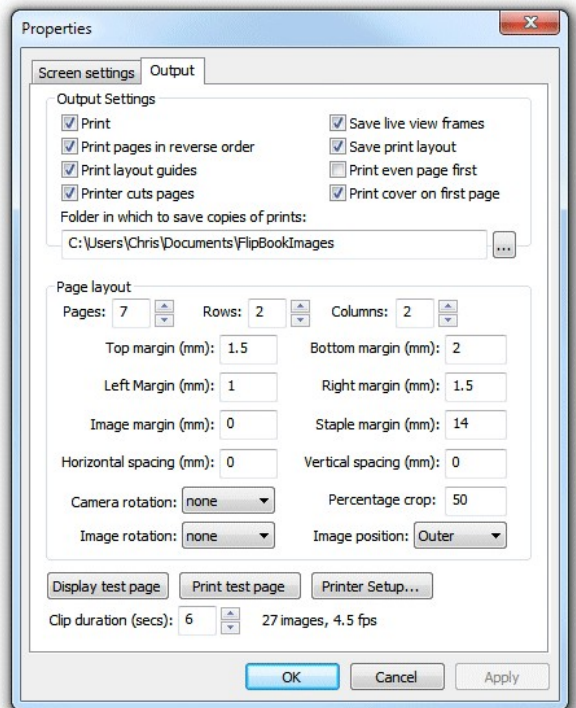 Properties
Screen settings Output
Output Settings
Print Save live view frames
Print pages in reverse order Save print layout
Print layout guides Print even page first
Printer cuts pages Print cover on first page
Folder in which to save copies of prints:
C:\Users\Chris\Documents\FlipBookImages ...
Page layout
Pages: 7 Rows: 2 Columns: 2
Top margin (mm): 1.5 Bottom margin (mm): 2
Left Margin (mm): 1 Right margin (mm): 1.5
Image margin (mm): 0 Staple margin (mm): 14
Horizontal spacing (mm): 0 Vertical spacing (mm): 0
Camera rotation: none Percentage crop: 50
Image rotation: none Image position: Outer
Display test page Print test page Printer Setup...
Clip duration (secs): 6 27 images, 4.5 fps
OK Cancel Apply